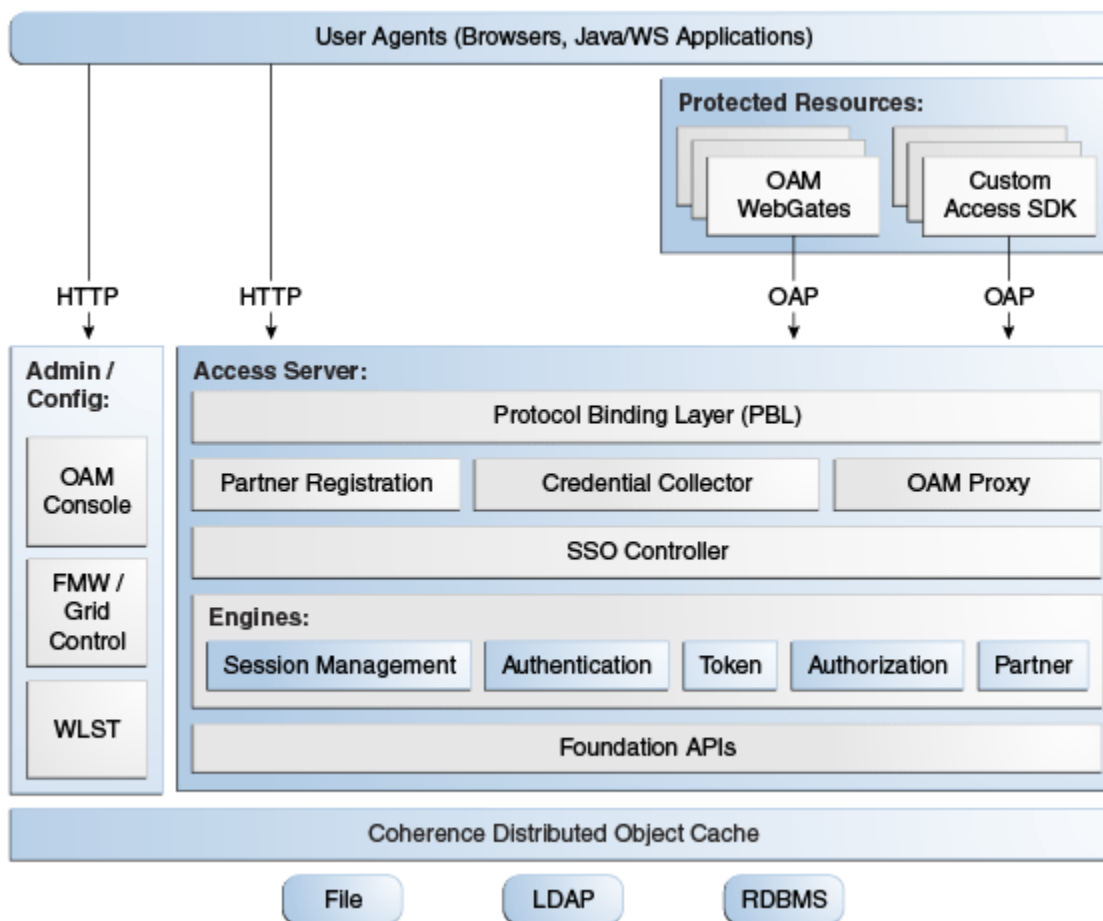 User Agents (Browsers, Java/WS Applications)
Protected Resources:
OAM
WebGates
Custom
Access SDK
HTTP
HTTP
OAP
OAP
Admin /
Config:
OAM
Console
FMW /
Grid
Control
WLST
Access Server:
Protocol Binding Layer (PBL)
Partner Registration
Credential Collector
OAM Proxy
SSO Controller
Engines:
Session Management
Authentication
Token
Authorization
Partner
Foundation APIs
Coherence Distributed Object Cache
File
LDAP
RDBMS